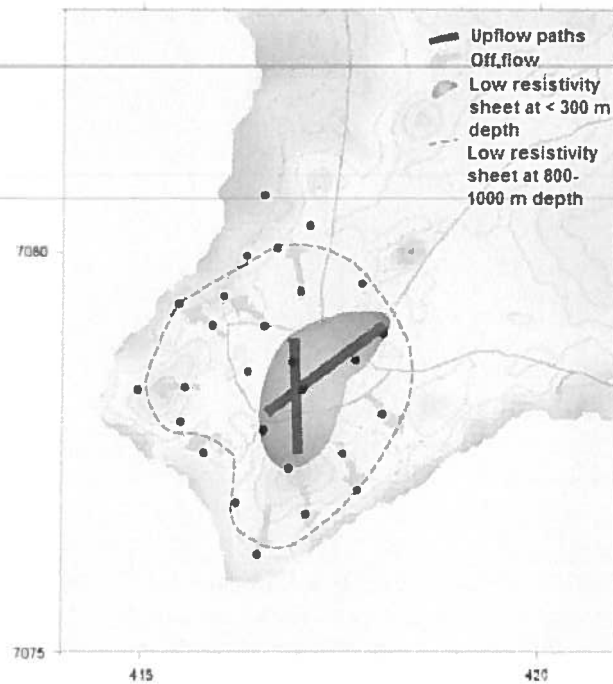 Upflow paths
Off.flow
Low resistivity
sheet at < 300 m
depth
Low resistivity
sheet at 800-
1000 m depth
7080
7075
415
420